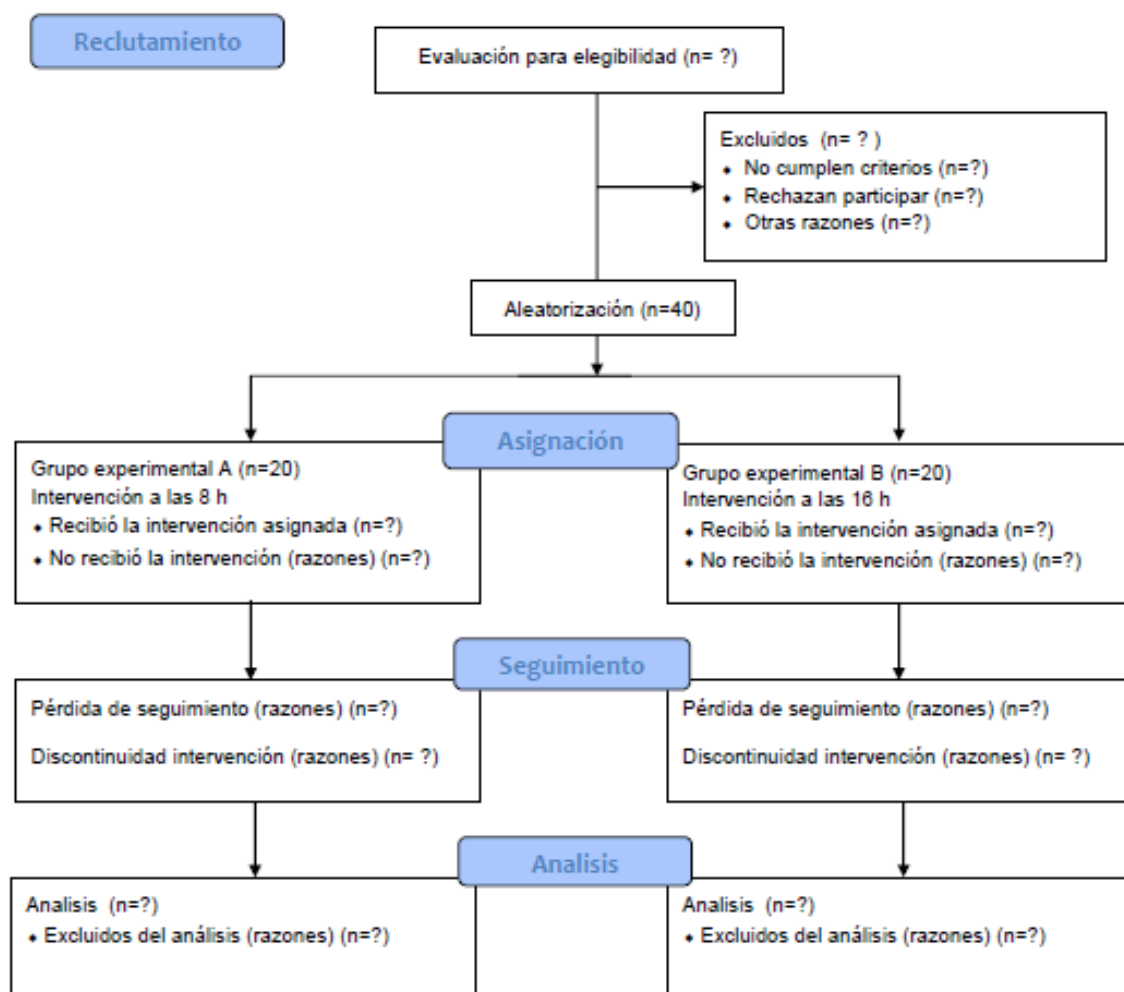 Reclutamiento
Evaluación para elegibilidad (n= ?)
Excluidos (n= ? )
• No cumplen criterios (n=?)
• Rechazan participar (n=?)
• Otras razones (n=?)
Aleatorización (n=40)
Asignación
Grupo experimental A (n=20)
Intervención a las 8 h
• Recibió la intervención asignada (n=?)
• No recibió la intervención (razones) (n=?)
Grupo experimental B (n=20)
Intervención a las 16 h
• Recibió la intervención asignada (n=?)
• No recibió la intervención (razones) (n=?)
Seguimiento
Pérdida de seguimiento (razones) (n=?)
Discontinuidad intervención (razones) (n= ?)
Pérdida de seguimiento (razones) (n=?)
Discontinuidad intervención (razones) (n= ?)
Analisis
Analisis (n=?)
• Excluidos del análisis (razones) (n=?)
Analisis (n=?)
• Excluidos del análisis (razones) (n=?)